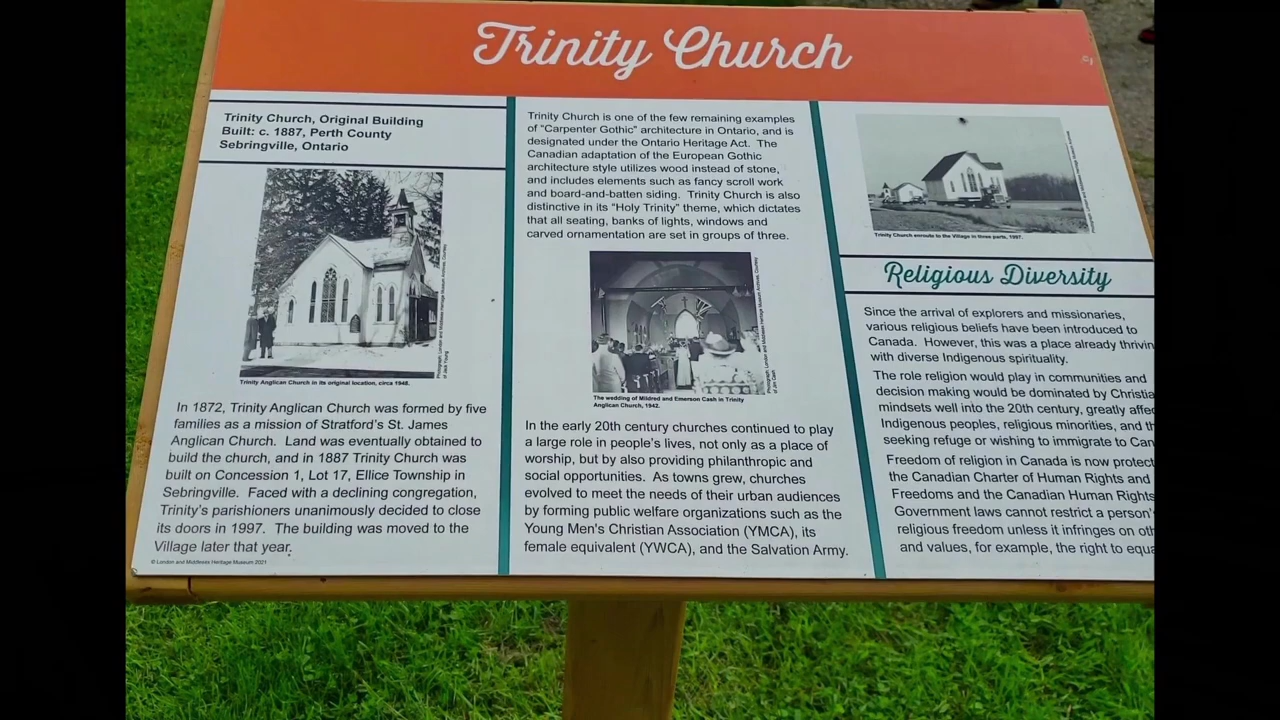 Trinity Church
Trinity Church, Original Building
Built: c. 1887, Perth County
Sebringville, Ontario
Trinity Anglican Church in its original location, circa 1948.
In 1872, Trinity Anglican Church was formed by five
families as a mission of Stratford's St. James
Anglican Church. Land was eventually obtained to
build the church, and in 1887 Trinity Church was
built on Concession 1, Lot 17, Ellice Township in
Sebringville. Faced with a declining congregation,
Trinity's parishioners unanimously decided to close
its doors in 1997. The building was moved to the
Village later that year.
© London and Middlesex Heritage Museum 2021
Trinity Church is one of the few remaining examples
of "Carpenter Gothic" architecture in Ontario, and is
designated under the Ontario Heritage Act. The
Canadian adaptation of the European Gothic
architecture style utilizes wood instead of stone,
and includes elements such as fancy scroll work
and board-and-batten siding. Trinity Church is also
distinctive in its "Holy Trinity" theme, which dictates
that all seating, banks of lights, windows and
carved ornamentation are set in groups of three.
The wedding of Mildred and Emerson Cash in Trinity
Anglican Church, 1942.
In the early 20th century churches continued to play
a large role in people's lives, not only as a place of
worship, but by also providing philanthropic and
social opportunities. As towns grew, churches
evolved to meet the needs of their urban audiences
by forming public welfare organizations such as the
Young Men's Christian Association (YMCA), its
female equivalent (YWCA), and the Salvation Army.
Trinity Church enroute to the Village in three parts, 1997.
Religious Diversity
Since the arrival of explorers and missionaries,
various religious beliefs have been introduced to
Canada. However, this was a place already thrivin
with diverse Indigenous spirituality.
The role religion would play in communities and
decision making would be dominated by Christia
mindsets well into the 20th century, greatly affec
Indigenous peoples, religious minorities, and th
seeking refuge or wishing to immigrate to Can
Freedom of religion in Canada is now protect
the Canadian Charter of Human Rights and
Freedoms and the Canadian Human Rights
Government laws cannot restrict a person's
religious freedom unless it infringes on oth
and values, for example, the right to equa